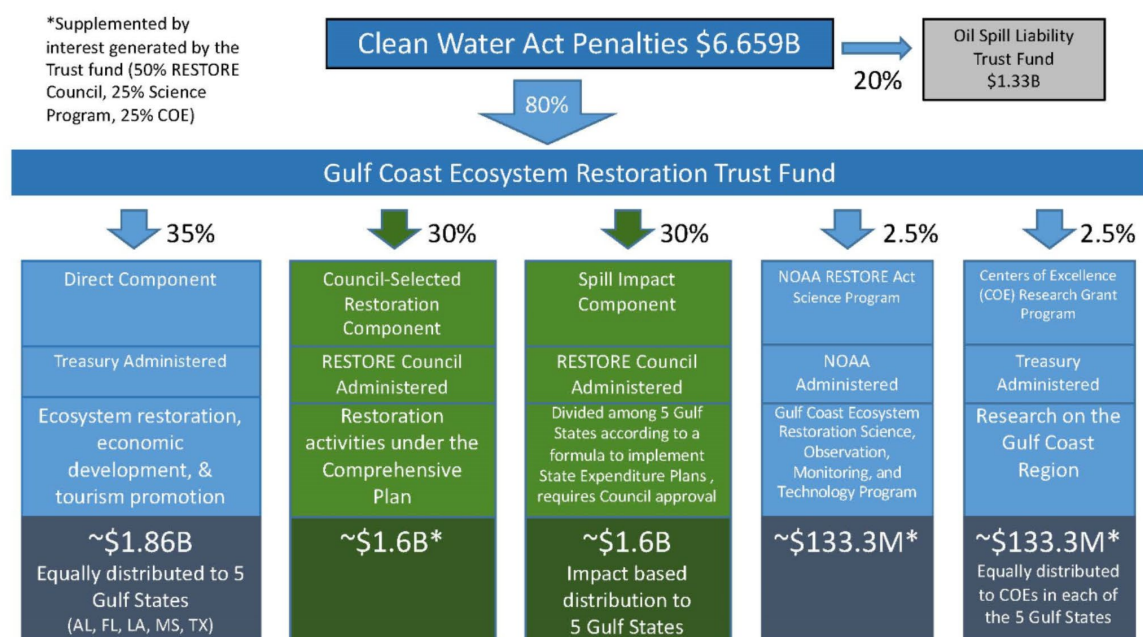 *Supplemented by
interest generated by the
Trust fund (50% RESTORE
Council, 25% Science
Program, 25% COE)
Clean Water Act Penalties $6.659B
20%
Oil Spill Liability
Trust Fund
$1.33B
80%
Gulf Coast Ecosystem Restoration Trust Fund
35%
30%
30%
2.5%
2.5%
Direct Component
Treasury Administered
Ecosystem restoration,
economic
development, &
tourism promotion
~$1.86B
Equally distributed to 5
Gulf States
(AL, FL, LA, MS, TX)
Council-Selected
Restoration
Component
RESTORE Council
Administered
Restoration
activities under the
Comprehensive
Plan
~$1.6B*
Spill Impact
Component
RESTORE Council
Administered
Divided among 5 Gulf
States according to a
formula to implement
State Expenditure Plans ,
requires Council approval
~$1.6B
Impact based
distribution to
5 Gulf States
NOAA RESTORE Act
Science Program
NOAA
Administered
Gulf Coast Ecosystem
Restoration Science,
Observation,
Monitoring, and
Technology Program
~$133.3M*
Centers of Excellence
(COE) Research Grant
Program
Treasury
Administered
Research on the
Gulf Coast
Region
~$133.3M*
Equally distributed
to COEs in each of
the 5 Gulf States